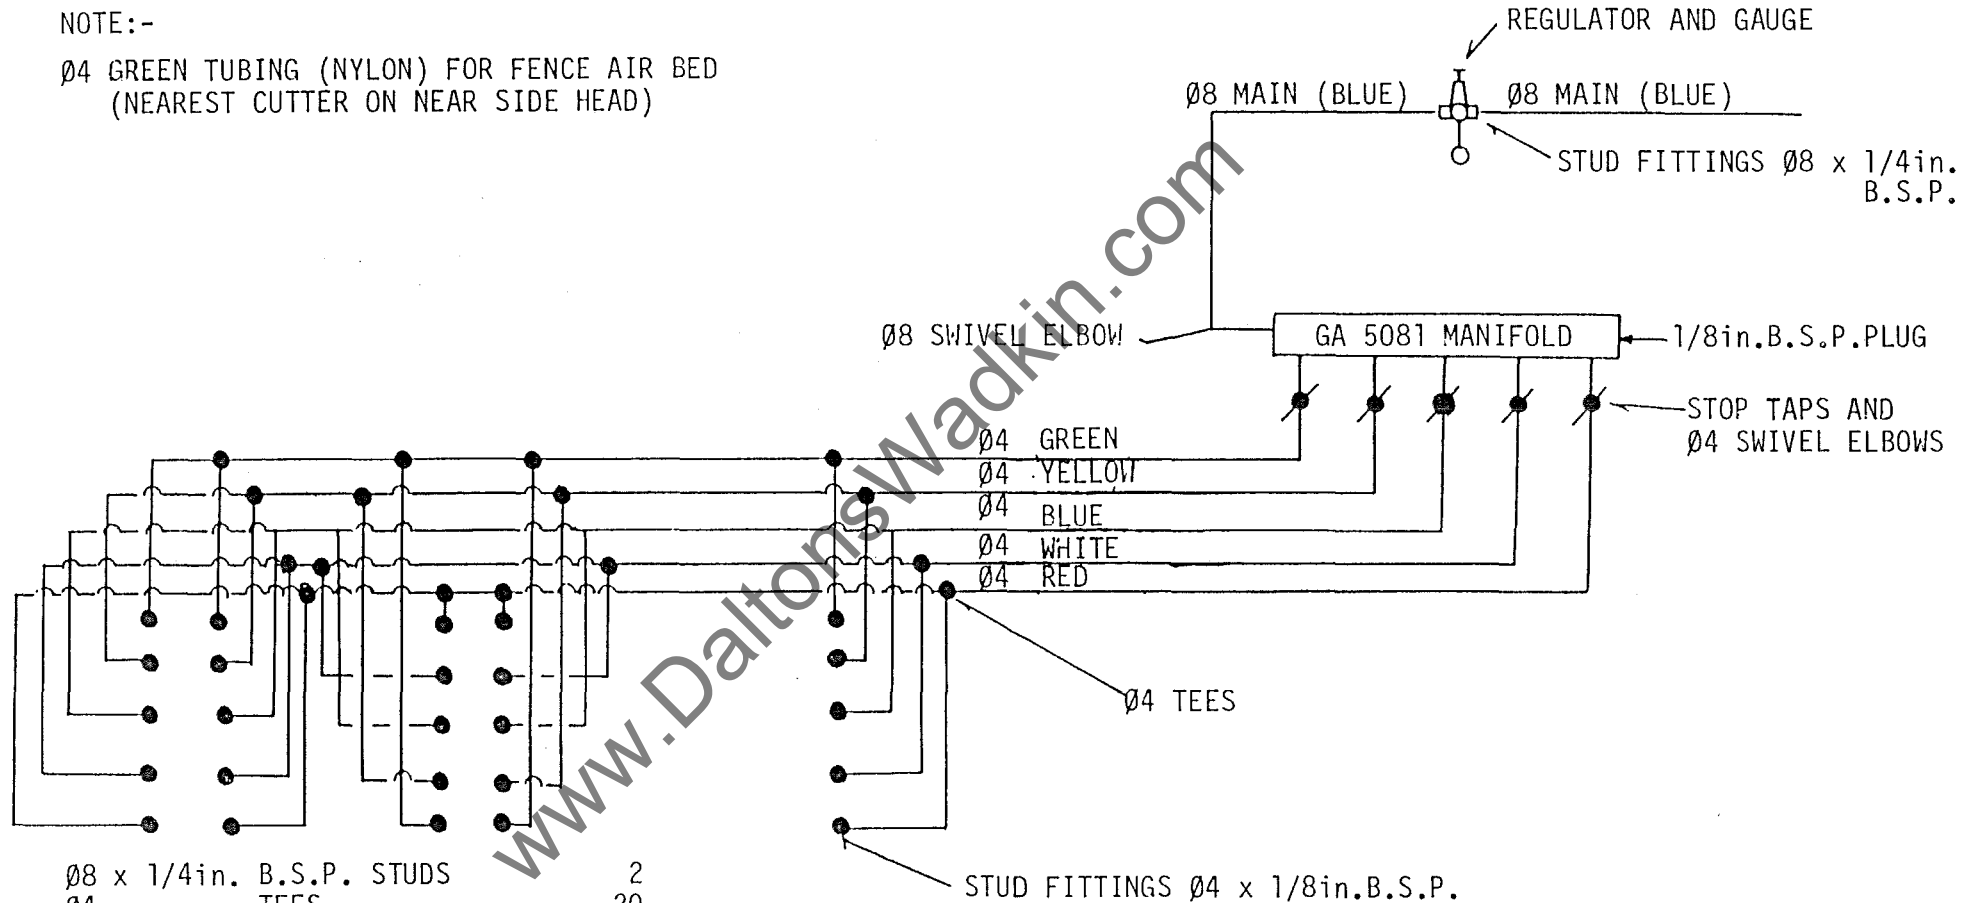 NOTE:-
Ø4 GREEN TUBING (NYLON) FOR FENCE AIR BED
(NEAREST CUTTER ON NEAR SIDE HEAD)
REGULATOR AND GAUGE
Ø8 MAIN (BLUE)
Ø8 MAIN (BLUE)
STUD FITTINGS Ø8 x 1/4in.
B.S.P.
Ø8 SWIVEL ELBOW
GA 5081 MANIFOLD
1/8in.B.S.P.PLUG
STOP TAPS AND
Ø4 SWIVEL ELBOWS
Ø4 GREEN
Ø4 YELLOW
Ø4 BLUE
Ø4 WHITE
Ø4 RED
Ø4 TEES
Ø8 x 1/4in. B.S.P. STUDS 2
Ø4 TEES 20
STUD FITTINGS Ø4 x 1/8in.B.S.P.
www.DaltonsWadkin.com